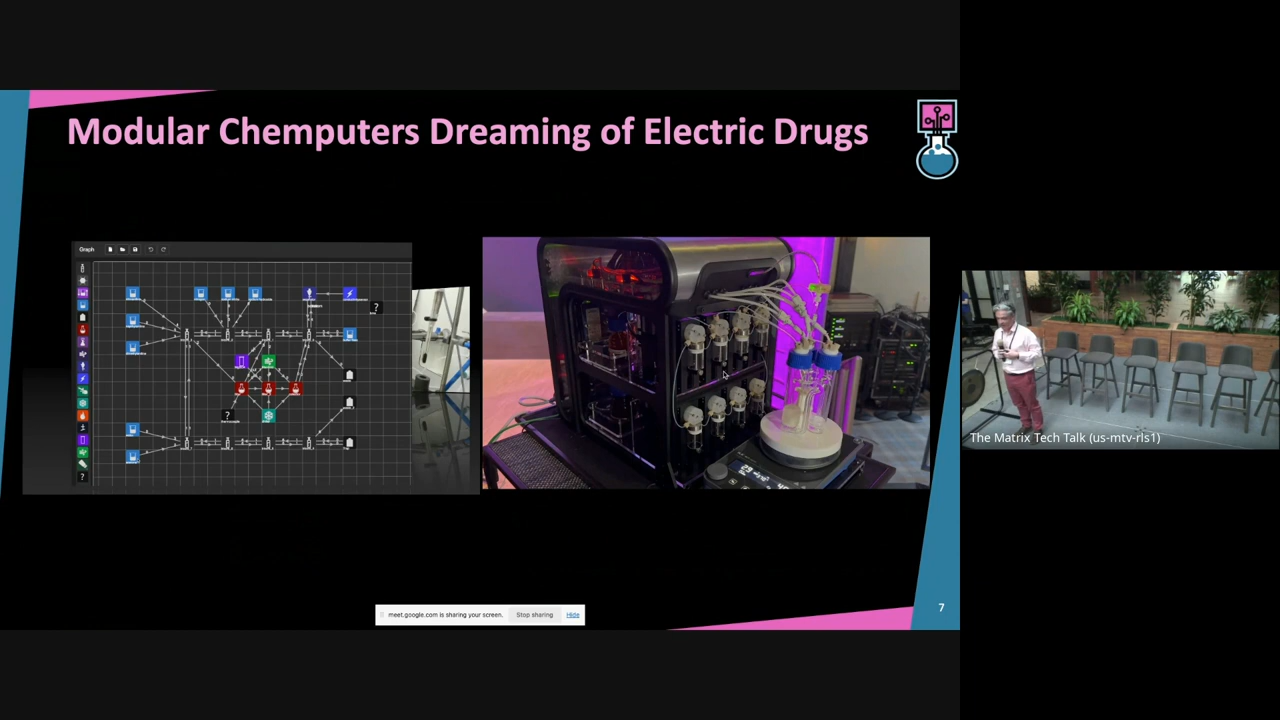 Modular Chemputers Dreaming of Electric Drugs
Graph
?
?
?
meet.google.com is sharing your screen.
Stop sharing
Hide
7
The Matrix Tech Talk (us-mtv-rls1)